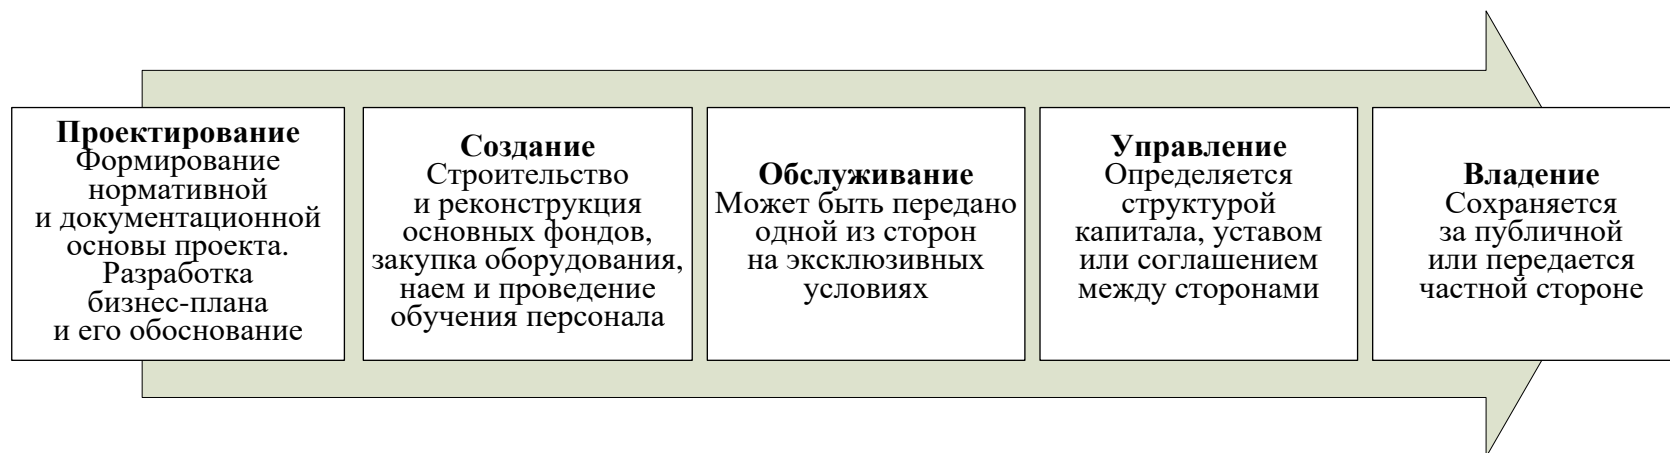 Проектирование
Формирование
нормативной
и документационной
основы проекта.
Разработка
бизнес-плана
и его обоснование
Создание
Строительство
и реконструкция
основных фондов,
закупка оборудования,
наем и проведение
обучения персонала
Обслуживание
Может быть передано
одной из сторон
на эксклюзивных
условиях
Управление
Определяется
структурой
капитала, уставом
или соглашением
между сторонами
Владение
Сохраняется
за публичной
или передается
частной стороне